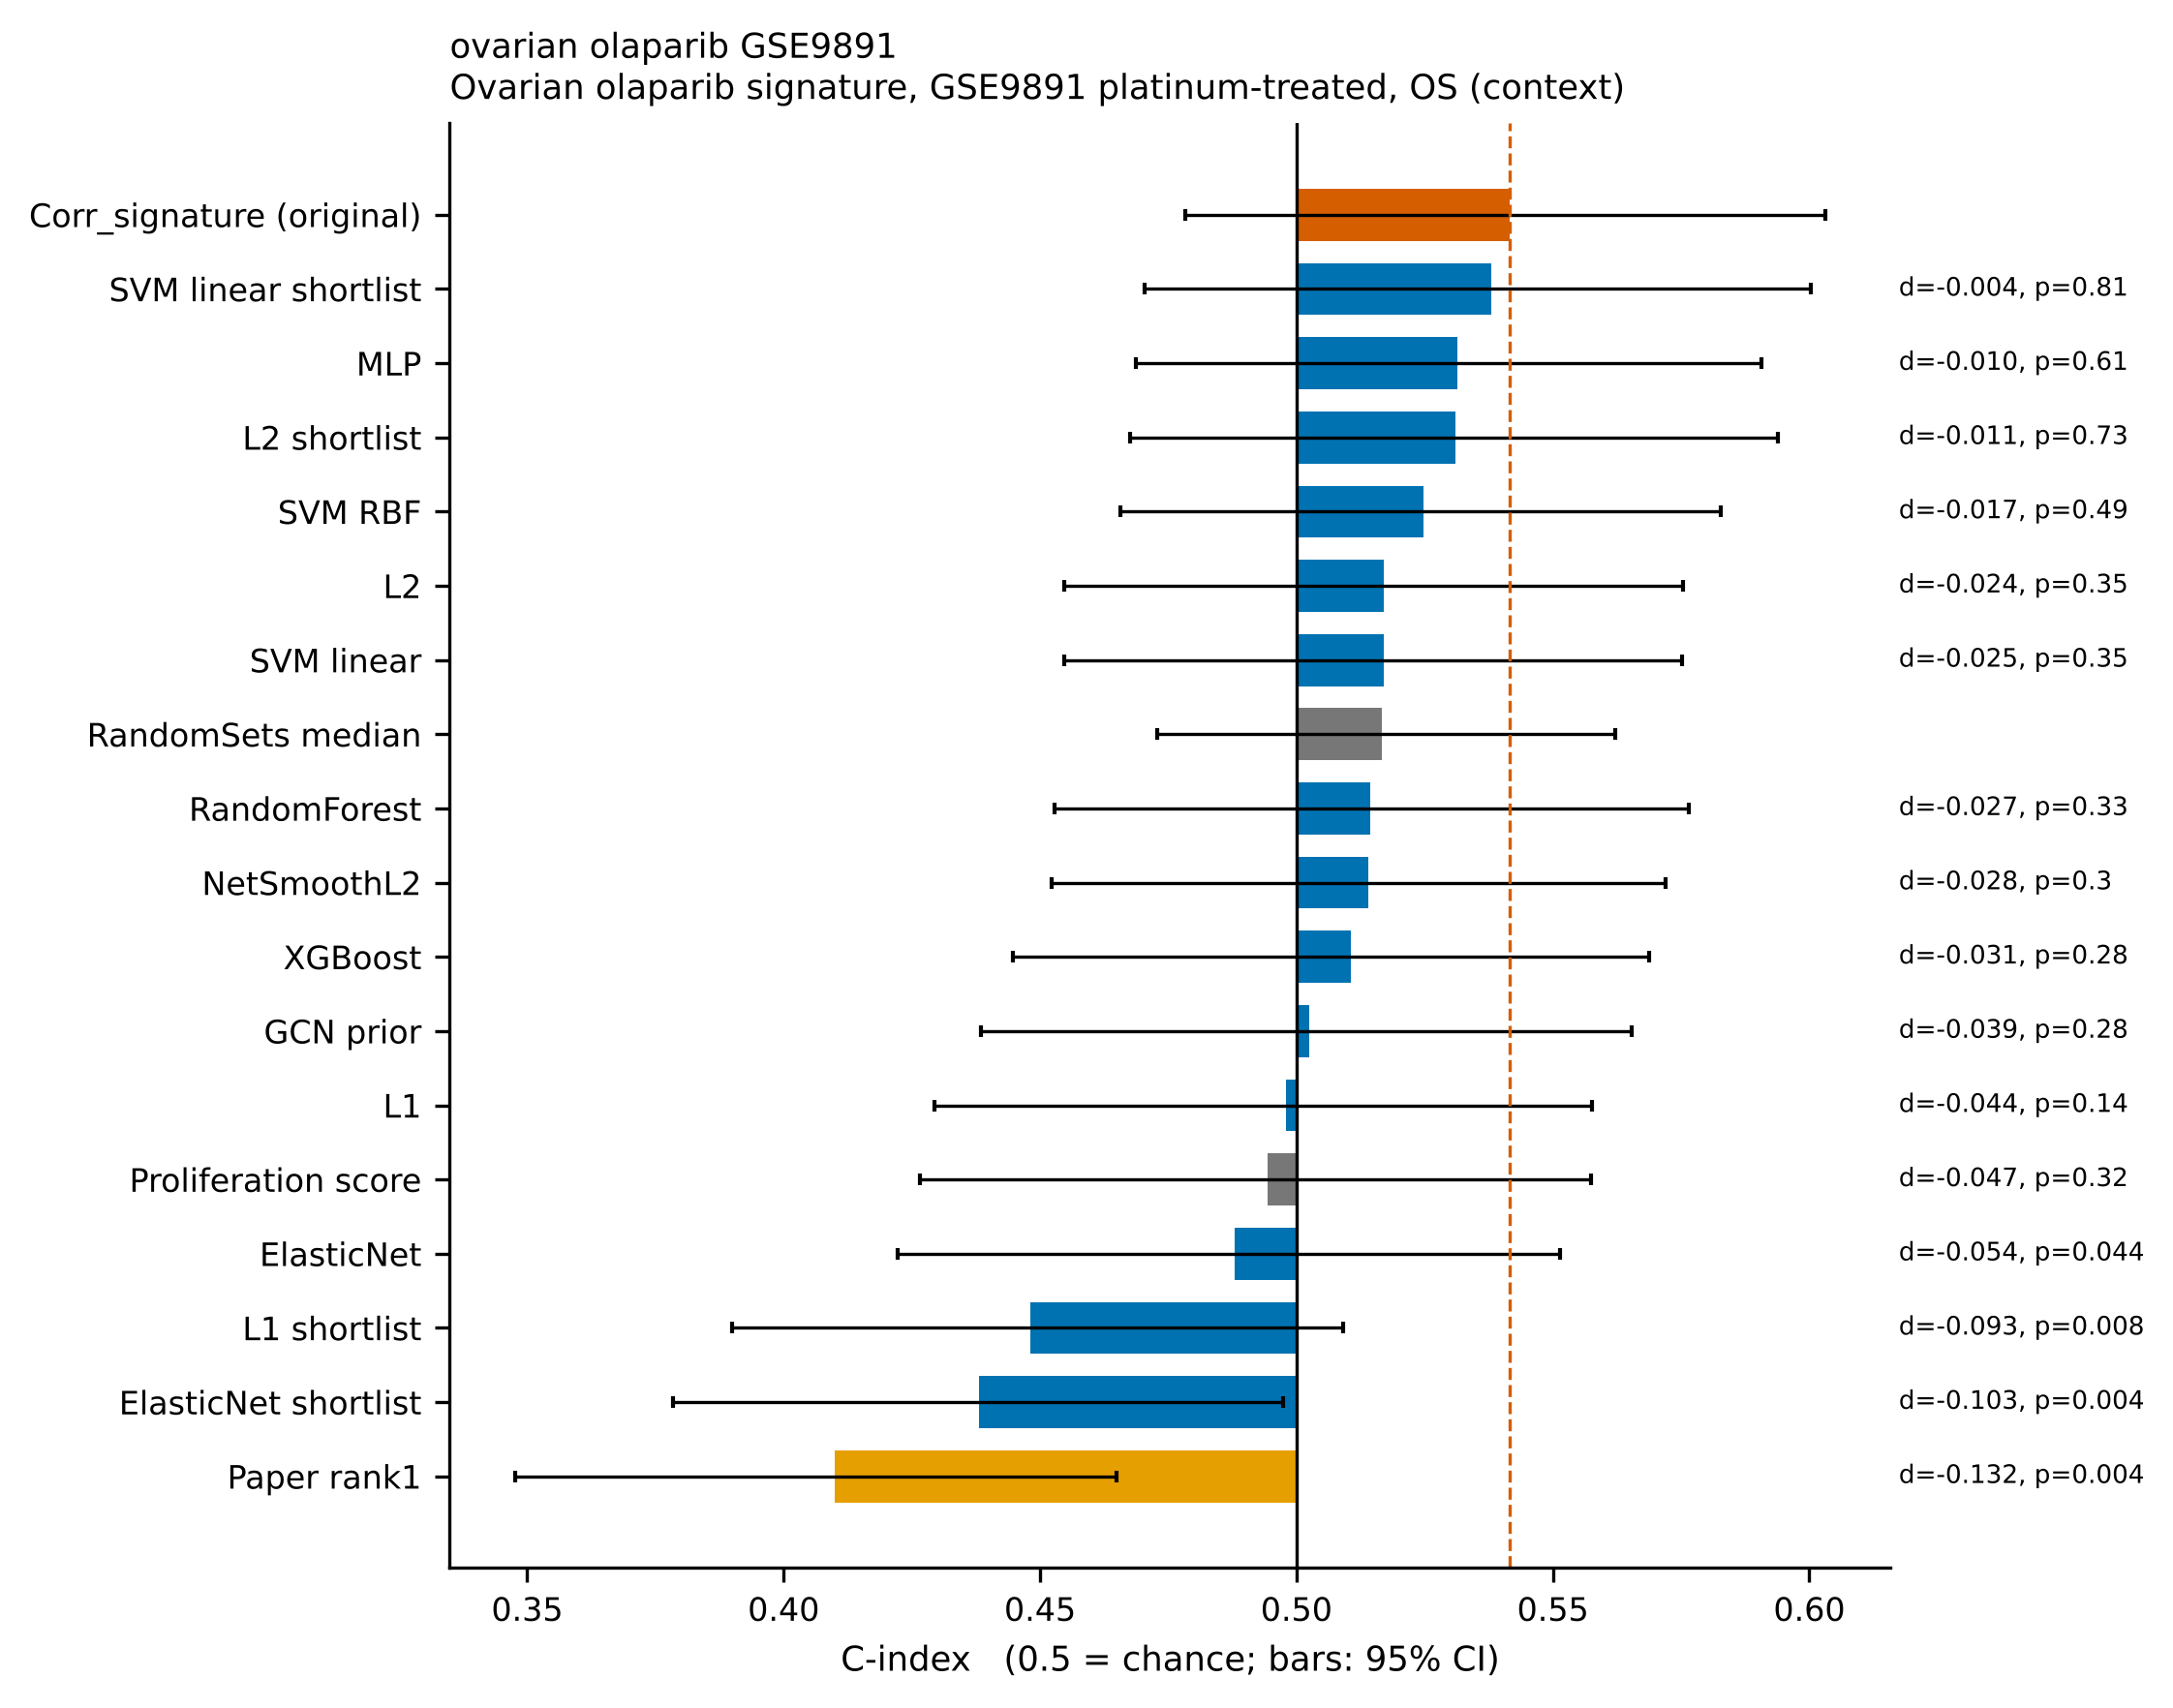 ovarian olaparib GSE9891
Ovarian olaparib signature, GSE9891 platinum-treated, OS (context)
Corr_signature (original)
SVM linear shortlist d=-0.004, p=0.81
MLP d=-0.010, p=0.61
L2 shortlist d=-0.011, p=0.73
SVM RBF d=-0.017, p=0.49
L2 d=-0.024, p=0.35
SVM linear d=-0.025, p=0.35
RandomSets median
RandomForest d=-0.027, p=0.33
NetSmoothL2 d=-0.028, p=0.3
XGBoost d=-0.031, p=0.28
GCN prior d=-0.039, p=0.28
L1 d=-0.044, p=0.14
Proliferation score d=-0.047, p=0.32
ElasticNet d=-0.054, p=0.044
L1 shortlist d=-0.093, p=0.008
ElasticNet shortlist d=-0.103, p=0.004
Paper rank1 d=-0.132, p=0.004
0.35 0.40 0.45 0.50 0.55 0.60
C-index (0.5 = chance; bars: 95% CI)